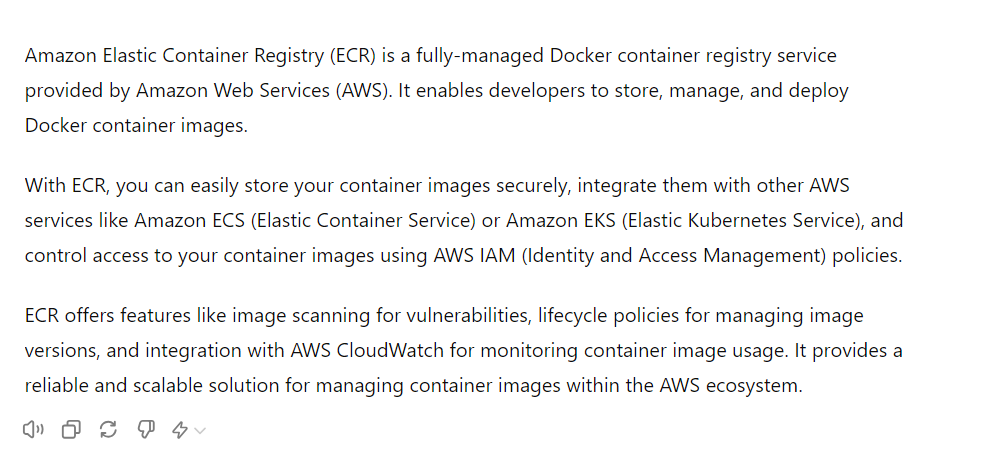 Amazon Elastic Container Registry (ECR) is a fully-managed Docker container registry service
provided by Amazon Web Services (AWS). It enables developers to store, manage, and deploy
Docker container images.
With ECR, you can easily store your container images securely, integrate them with other AWS
services like Amazon ECS (Elastic Container Service) or Amazon EKS (Elastic Kubernetes Service), and
control access to your container images using AWS IAM (Identity and Access Management) policies.
ECR offers features like image scanning for vulnerabilities, lifecycle policies for managing image
versions, and integration with AWS CloudWatch for monitoring container image usage. It provides a
reliable and scalable solution for managing container images within the AWS ecosystem.